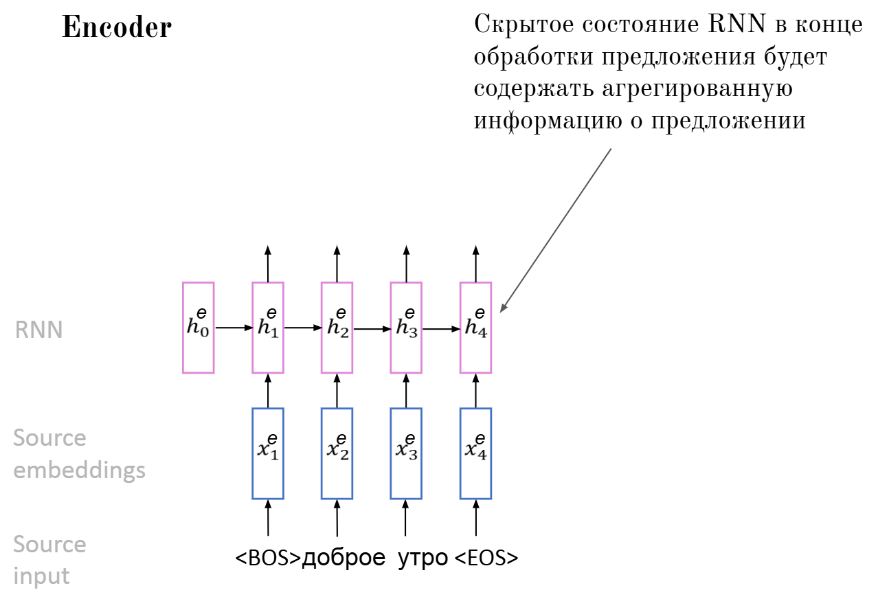 Encoder
Скрытое состояние RNN в конце
обработки предложения будет
содержать агрегированную
информацию о предложении
RNN
h₀ᵉ h₁ᵉ h₂ᵉ h₃ᵉ h₄ᵉ
Source
embeddings
x₁ᵉ x₂ᵉ x₃ᵉ x₄ᵉ
Source
input
<BOS> доброе утро <EOS>